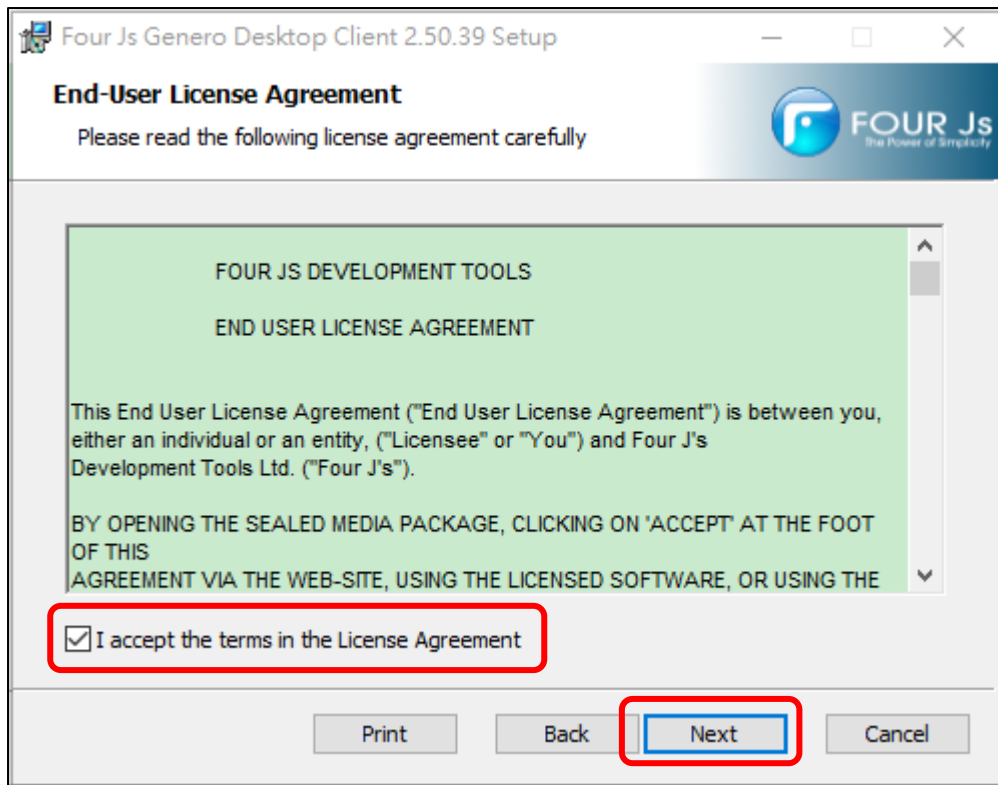 Four Js Genero Desktop Client 2.50.39 Setup
End-User License Agreement
Please read the following license agreement carefully
FOUR Js
The Power of Simplicity
FOUR JS DEVELOPMENT TOOLS
END USER LICENSE AGREEMENT
This End User License Agreement ("End User License Agreement") is between you,
either an individual or an entity, ("Licensee" or "You") and Four J's
Development Tools Ltd. ("Four J's").
BY OPENING THE SEALED MEDIA PACKAGE, CLICKING ON 'ACCEPT' AT THE FOOT
OF THIS
AGREEMENT VIA THE WEB-SITE, USING THE LICENSED SOFTWARE, OR USING THE
I accept the terms in the License Agreement
Print Back Next Cancel